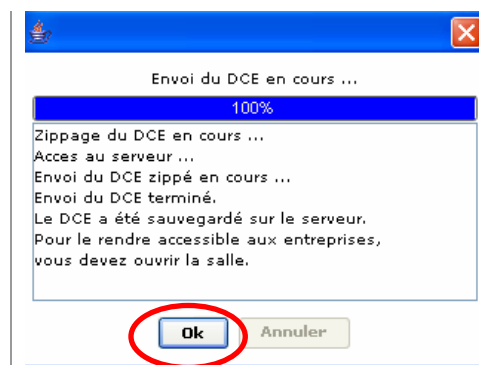 Envoi du DCE en cours ...
100%
Zippage du DCE en cours ...
Acces au serveur ...
Envoi du DCE zippé en cours ...
Envoi du DCE terminé.
Le DCE a été sauvegardé sur le serveur.
Pour le rendre accessible aux entreprises,
vous devez ouvrir la salle.
Ok Annuler